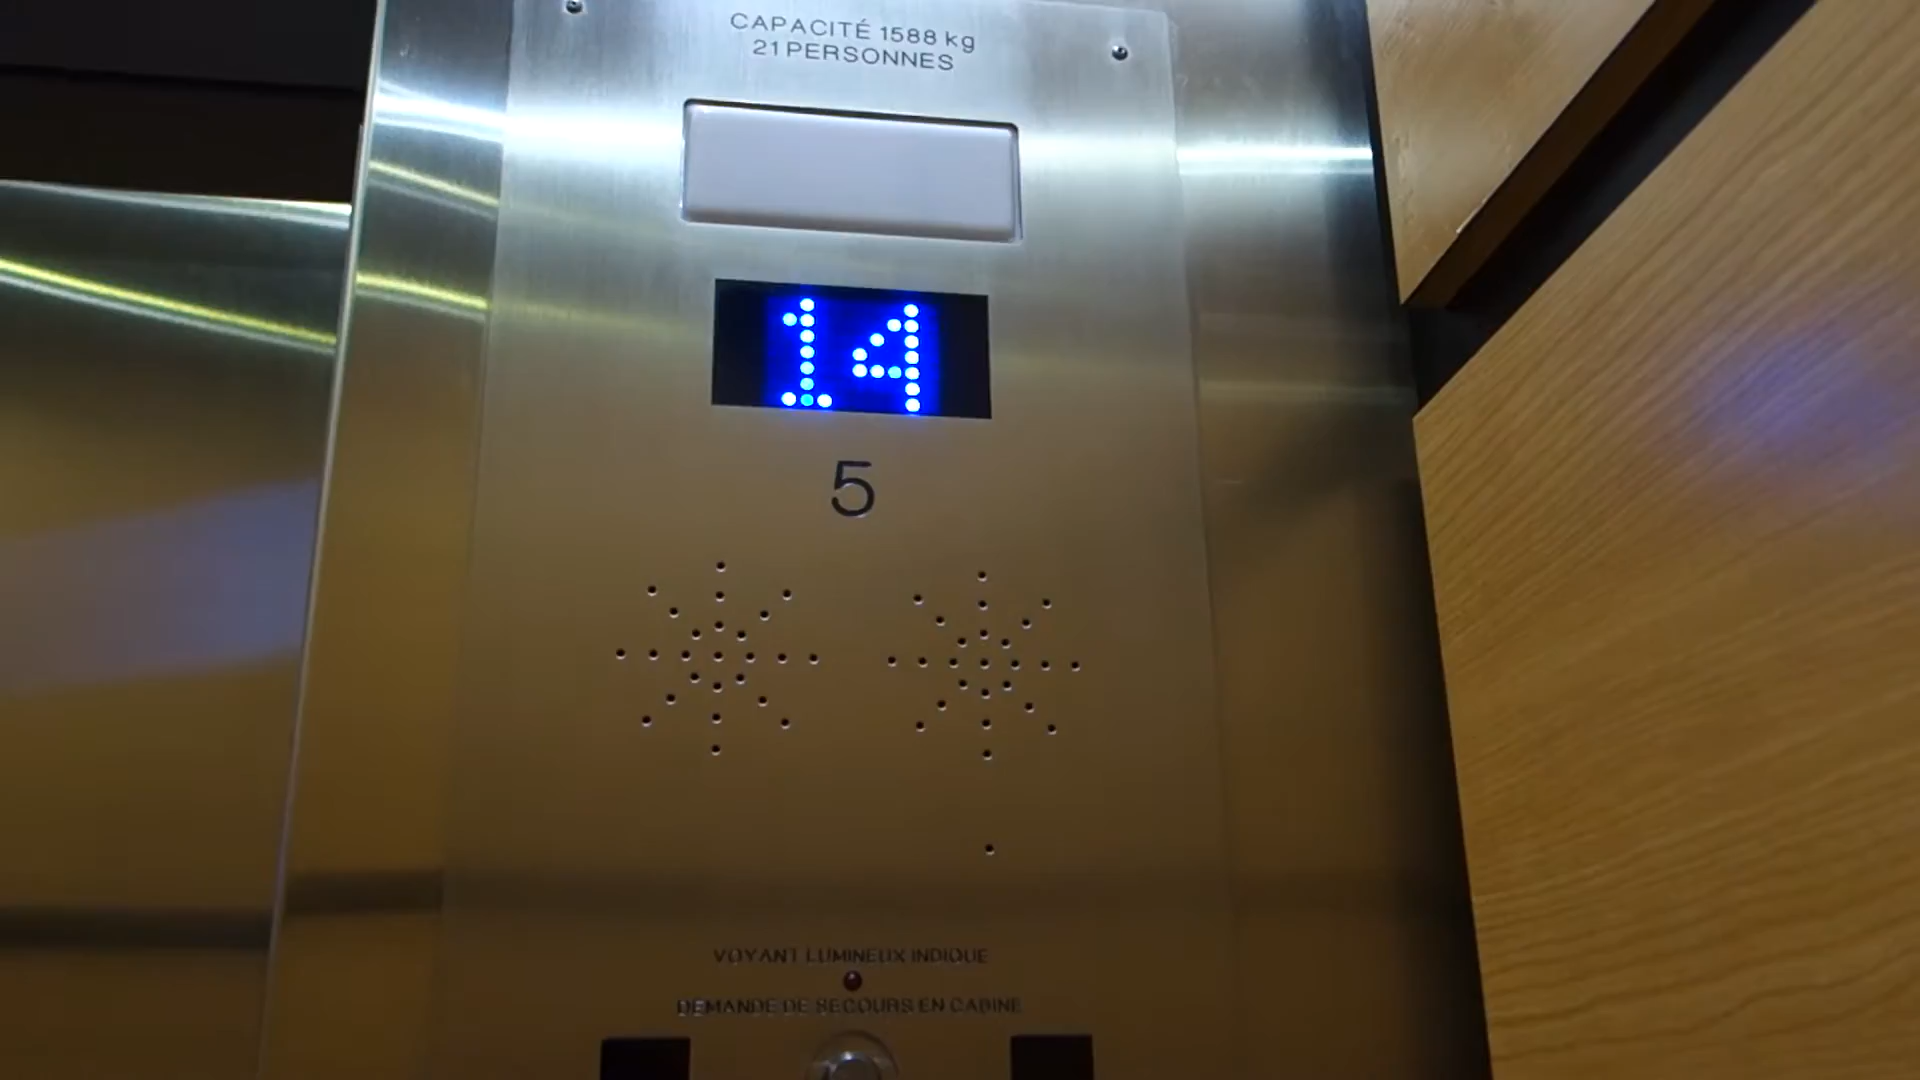 CAPACITÉ 1588 kg
21 PERSONNES
14
5
VOYANT LUMINEUX INDIQUE
DEMANDE DE SECOURS EN CABINE